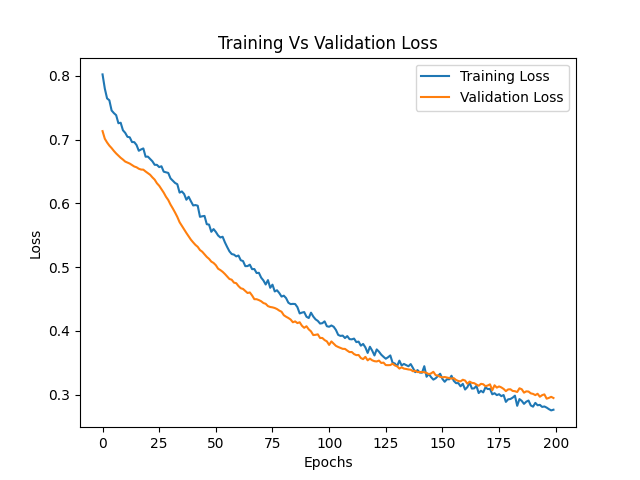 Training Vs Validation Loss
Training Loss
Validation Loss
0.8
0.7
0.6
0.5
0.4
0.3
Loss
0 25 50 75 100 125 150 175 200
Epochs